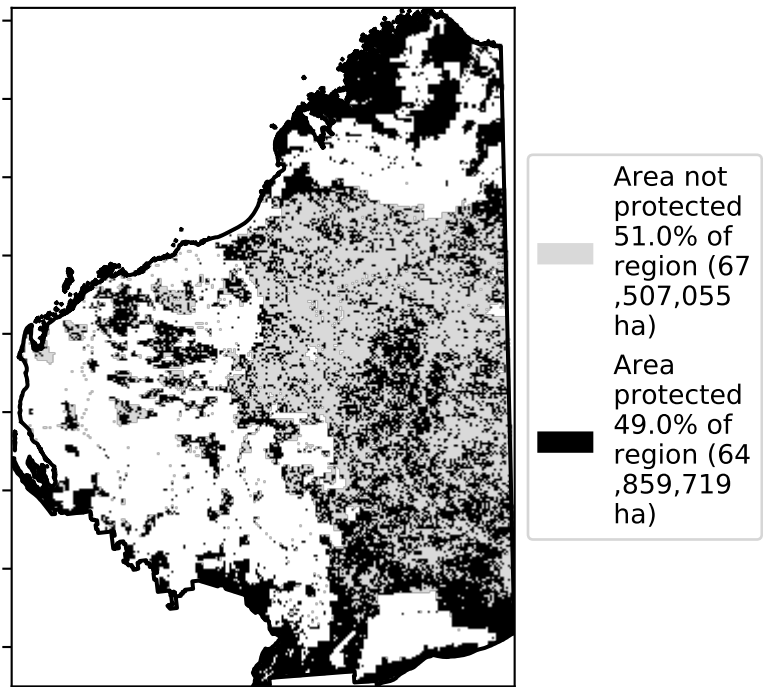 Area not
protected
51.0% of
region (67
,507,055
ha)
Area
protected
49.0% of
region (64
,859,719
ha)